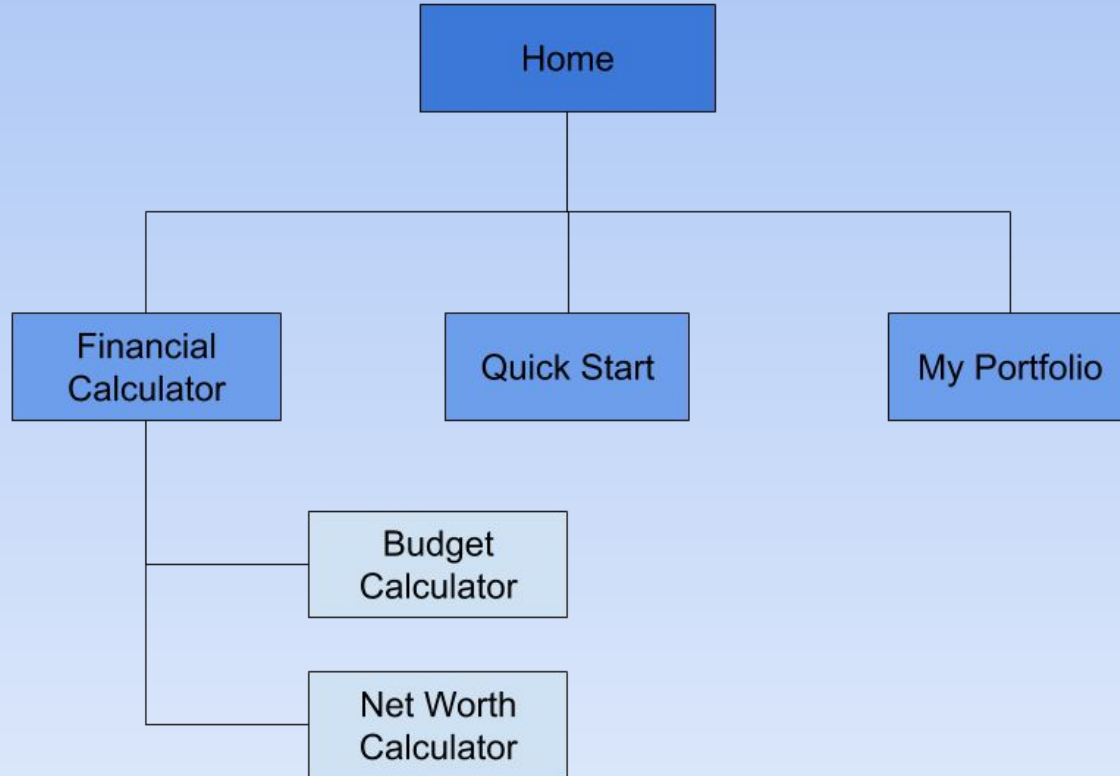 Home
Financial
Calculator
Quick Start
My Portfolio
Budget
Calculator
Net Worth
Calculator